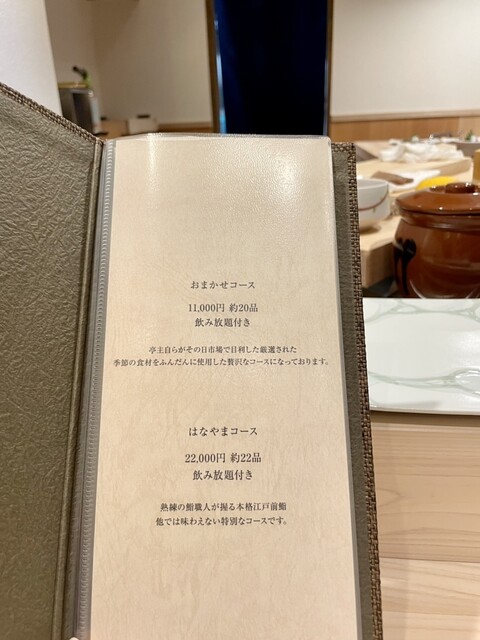 おまかせコース
11,000円 約20品
飲み放題付き
亭主自らがその日市場で目利した厳選された
季節の食材をふんだんに使用した贅沢なコースになっております。
はなやまコース
22,000円 約22品
飲み放題付き
熟練の鮨職人が握る本格江戸前鮨
他では味わえない特別なコースです。